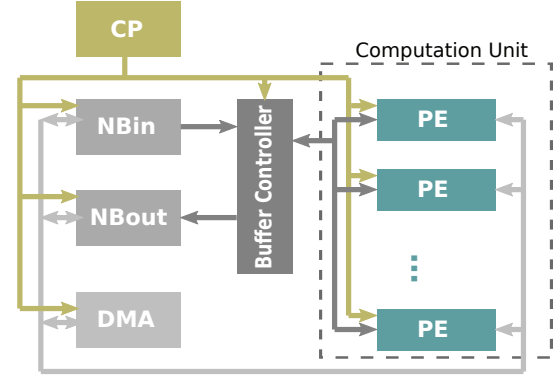 CP
Computation Unit
NBin
NBout
DMA
Buffer Controller
PE
PE
PE